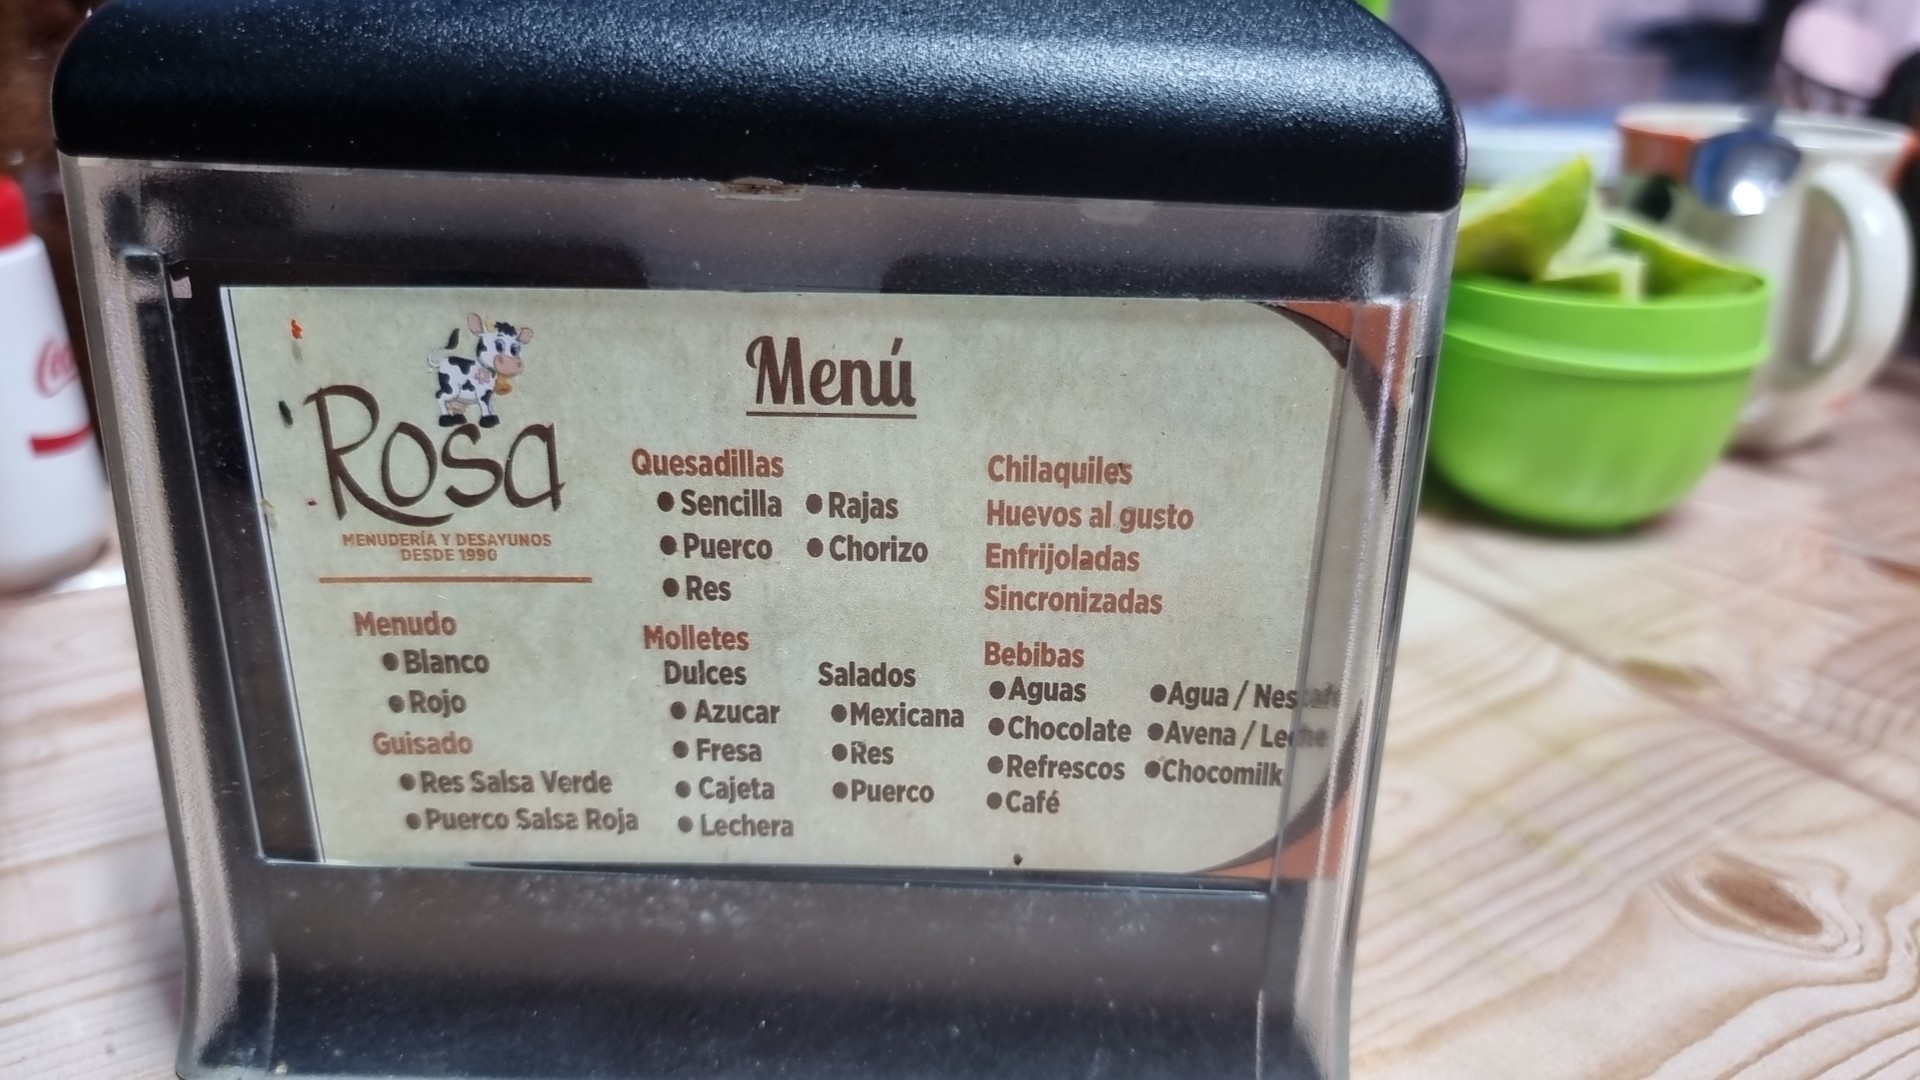 Rosa
MENUDERÍA Y DESAYUNOS
DESDE 1990
Menú
Menudo
● Blanco
● Rojo
Guisado
● Res Salsa Verde
● Puerco Salsa Roja
Quesadillas
● Sencilla ● Rajas
● Puerco ● Chorizo
● Res
Molletes
Dulces Salados
● Azucar ● Mexicana
● Fresa ● Res
● Cajeta ● Puerco
● Lechera
Chilaquiles
Huevos al gusto
Enfrijoladas
Sincronizadas
Bebibas
● Aguas ● Agua / Nescafé
● Chocolate ● Avena / Leche
● Refrescos ● Chocomilk
● Café